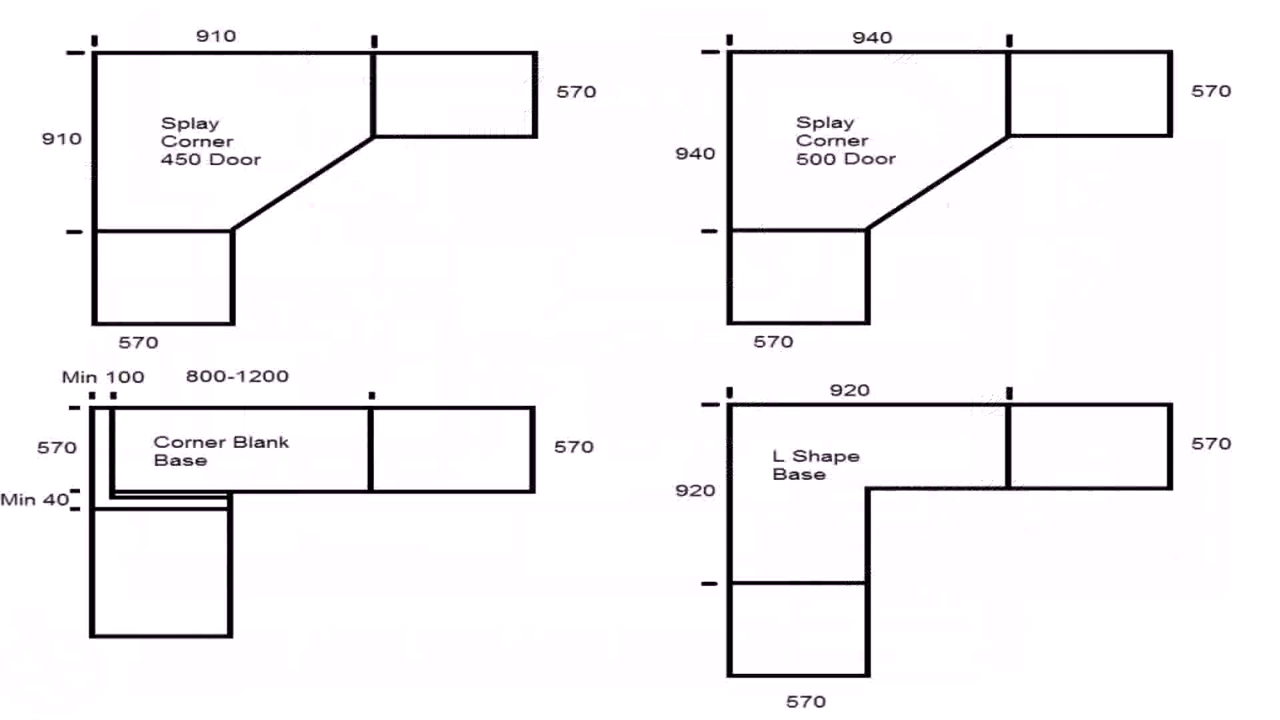 910
570
910
Splay
Corner
450 Door
570
940
570
940
Splay
Corner
500 Door
570
Min 100 800-1200
570
Corner Blank
Base
570
Min 40
920
570
L Shape
Base
920
570